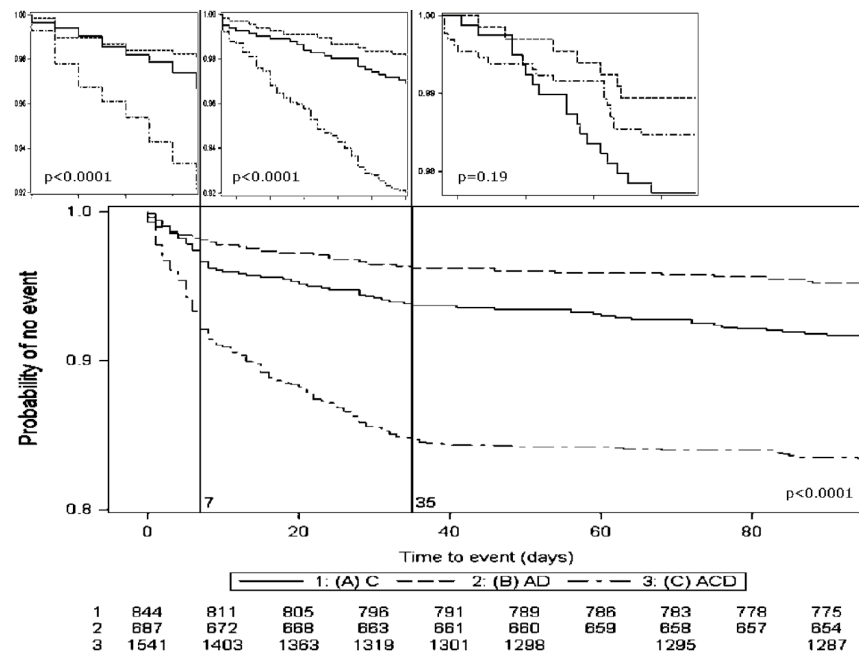 1.00
0.98
0.96
0.94
0.92
p<0.0001
1.00
0.98
0.96
0.94
0.92
p<0.0001
1.00
0.99
0.98
p=0.19
1.0
0.9
0.8
Probability of no event
7
35
p<0.0001
0 20 40 60 80
Time to event (days)
1: (A) C 2: (B) AD 3: (C) ACD
1 844 811 805 796 791 789 786 783 778 775
2 687 672 668 663 661 660 659 658 657 654
3 1541 1403 1363 1319 1301 1298 1295 1287